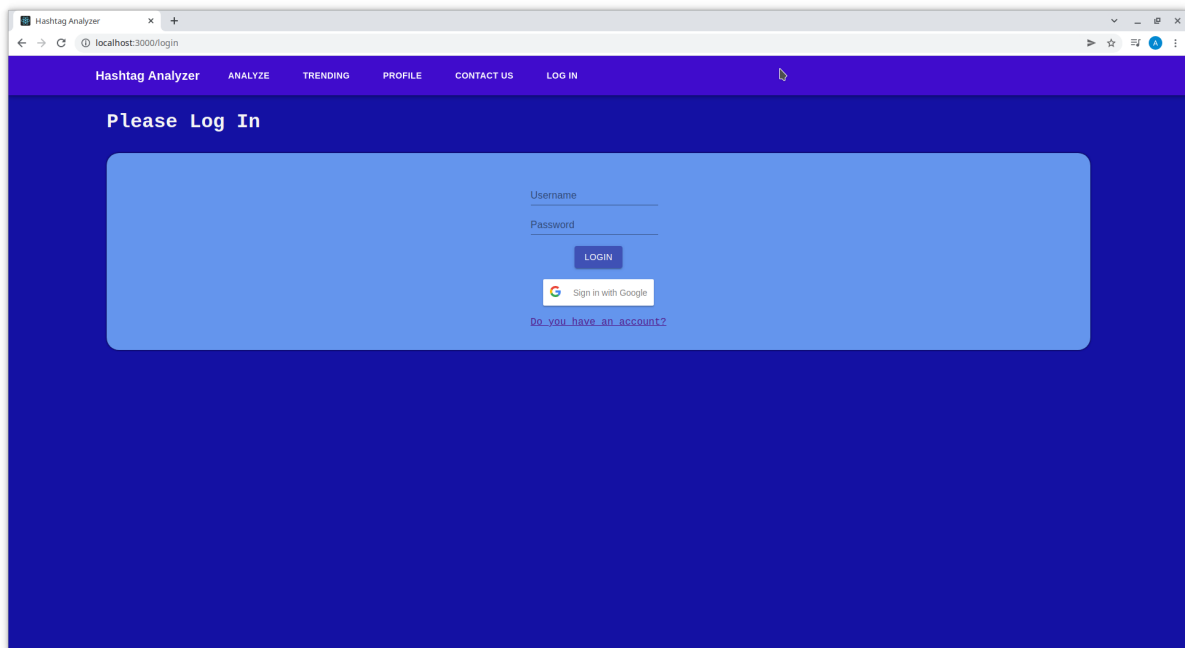 Hashtag Analyzer
localhost:3000/login
A
Hashtag Analyzer ANALYZE TRENDING PROFILE CONTACT US LOG IN
Please Log In
Username
Password
LOGIN
G Sign in with Google
Do you have an account?